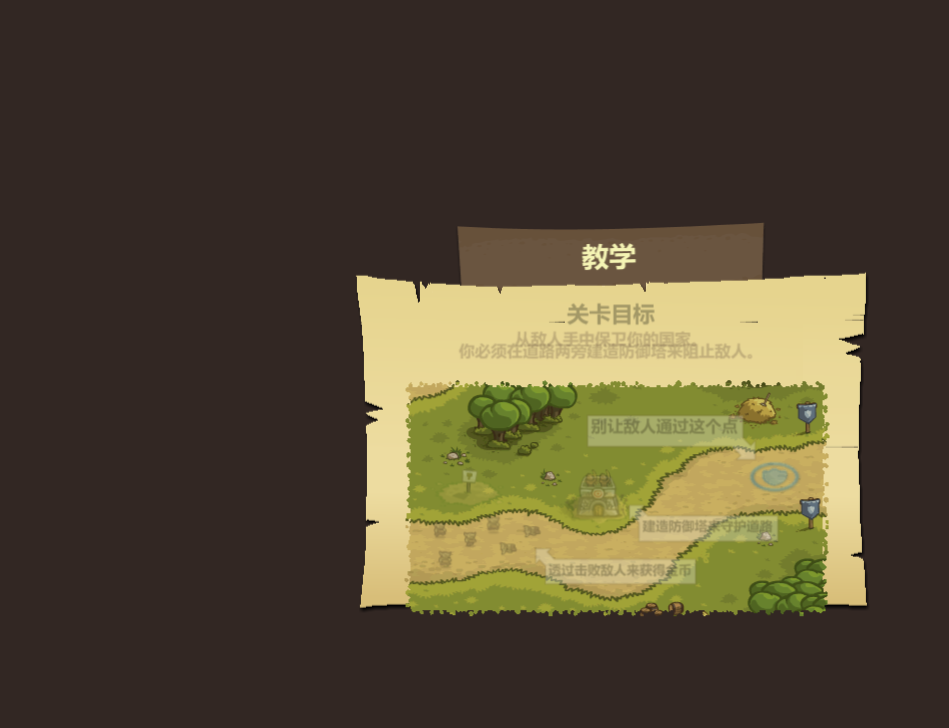 教学
关卡目标
从敌人手中保卫你的国家。
你必须在道路两旁建造防御塔来阻止敌人。
别让敌人通过这个点
建造防御塔来守护道路
透过击败敌人来获得金币